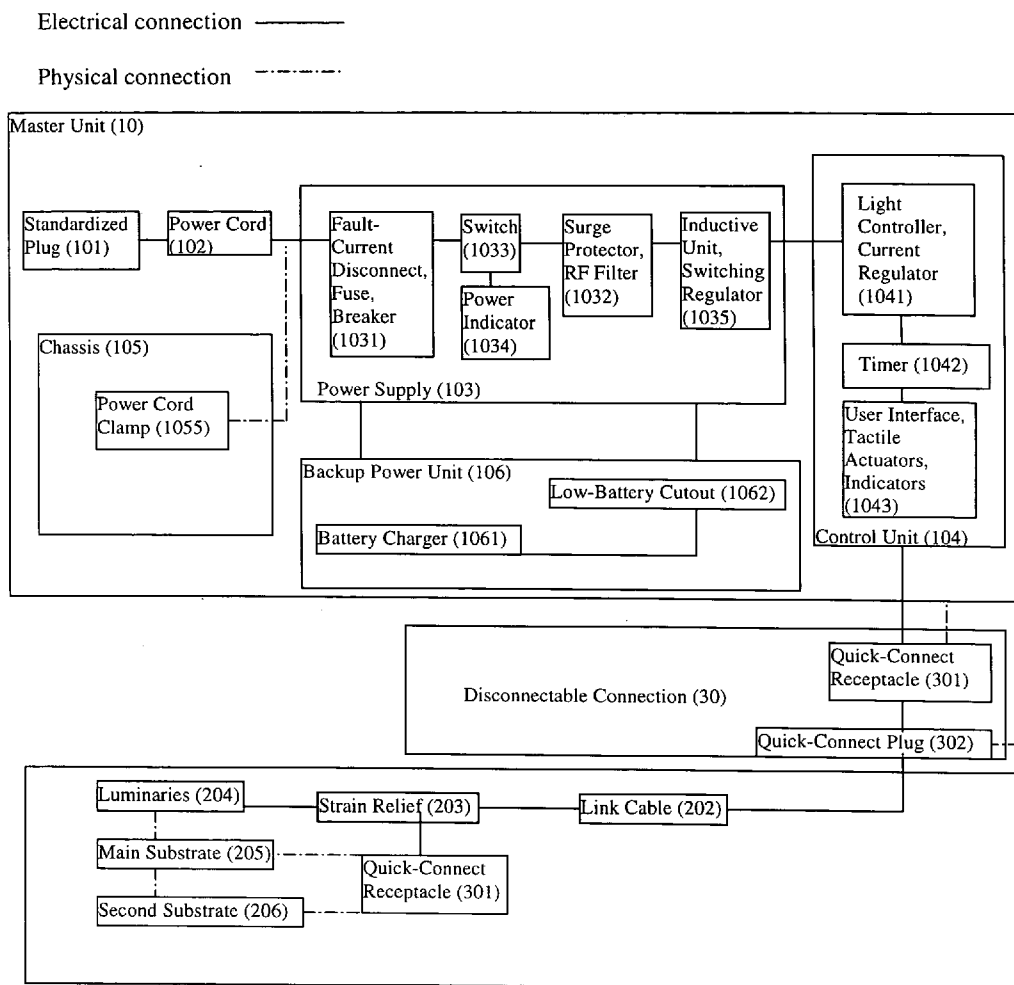 Electrical connection
Physical connection
Master Unit (10)
Standardized
Plug (101)
Power Cord
(102)
Fault-
Current
Disconnect,
Fuse,
Breaker
(1031)
Switch
(1033)
Power
Indicator
(1034)
Surge
Protector,
RF Filter
(1032)
Inductive
Unit,
Switching
Regulator
(1035)
Power Supply (103)
Light
Controller,
Current
Regulator
(1041)
Timer (1042)
User Interface,
Tactile
Actuators,
Indicators
(1043)
Control Unit (104)
Chassis (105)
Power Cord
Clamp (1055)
Backup Power Unit (106)
Low-Battery Cutout (1062)
Battery Charger (1061)
Disconnectable Connection (30)
Quick-Connect
Receptacle (301)
Quick-Connect Plug (302)
Luminaries (204)
Strain Relief (203)
Link Cable (202)
Main Substrate (205)
Quick-Connect
Receptacle (301)
Second Substrate (206)